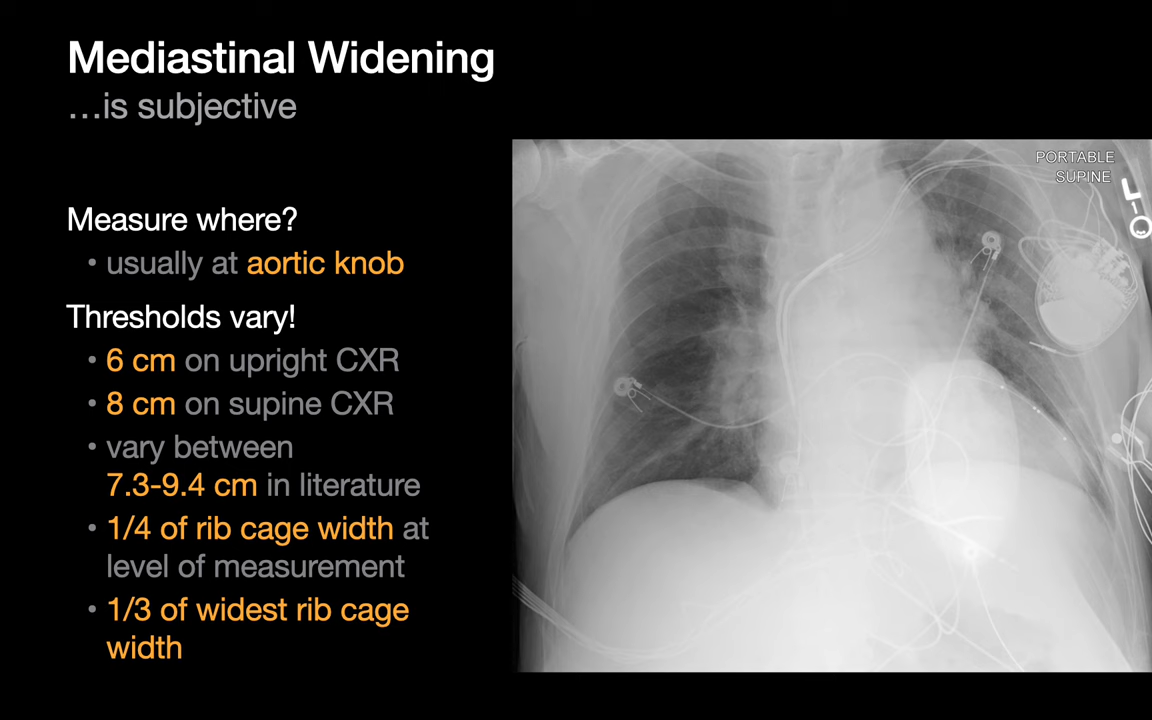 Mediastinal Widening
…is subjective
PORTABLE
SUPINE
L
Measure where?
• usually at aortic knob
Thresholds vary!
• 6 cm on upright CXR
• 8 cm on supine CXR
• vary between
7.3-9.4 cm in literature
• 1/4 of rib cage width at
level of measurement
• 1/3 of widest rib cage
width